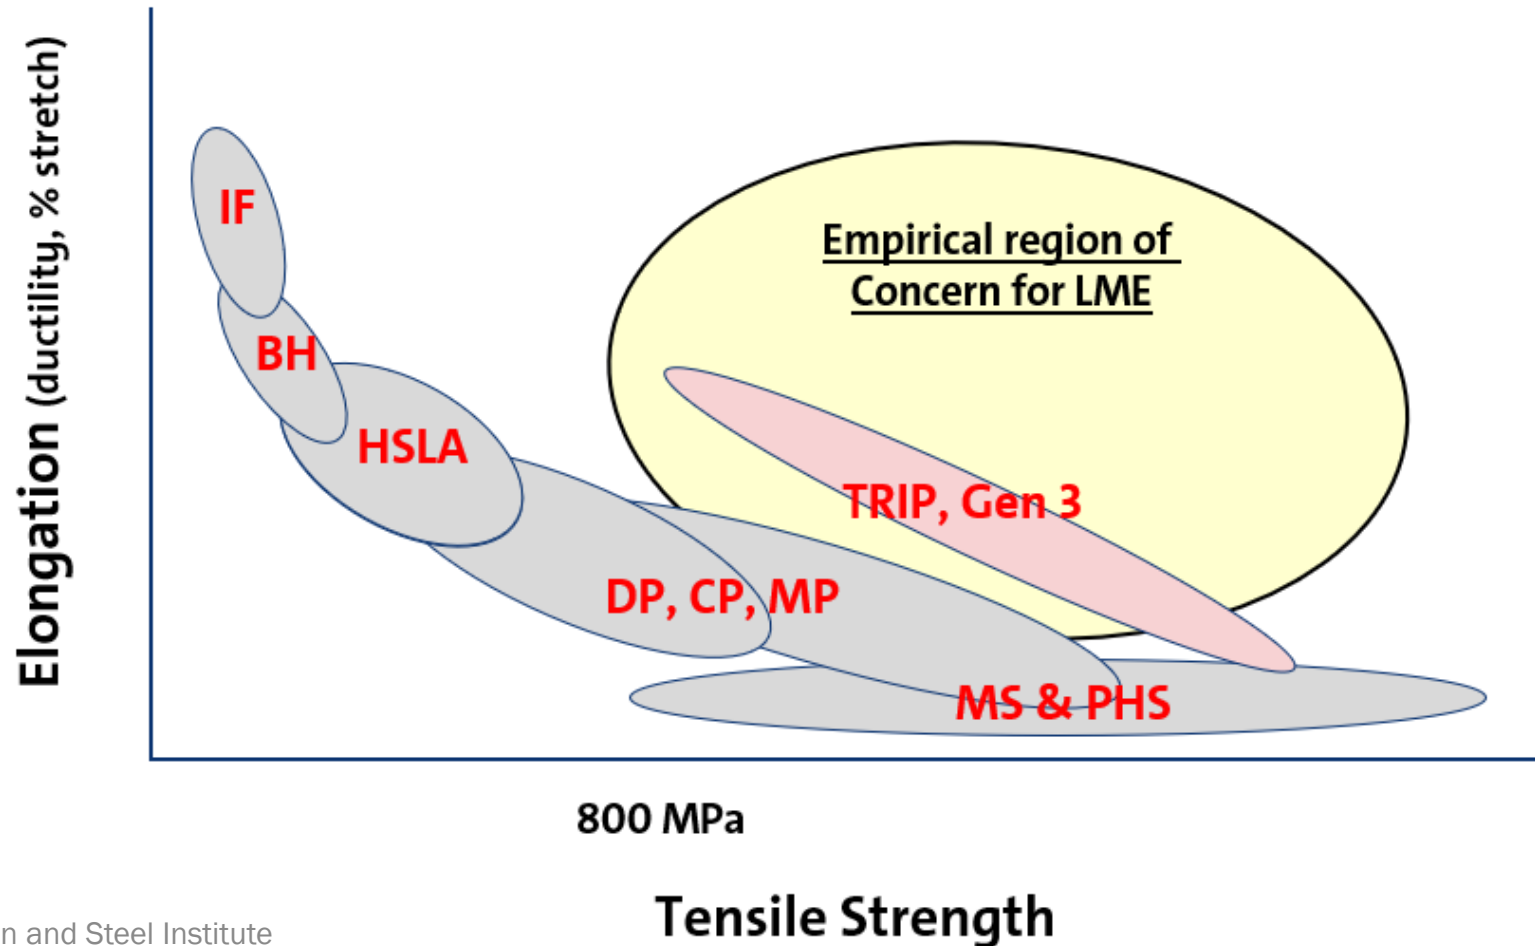 Elongation (ductility, % stretch)
IF
BH
HSLA
Empirical region of
Concern for LME
TRIP, Gen 3
DP, CP, MP
MS & PHS
800 MPa
Tensile Strength
n and Steel Institute